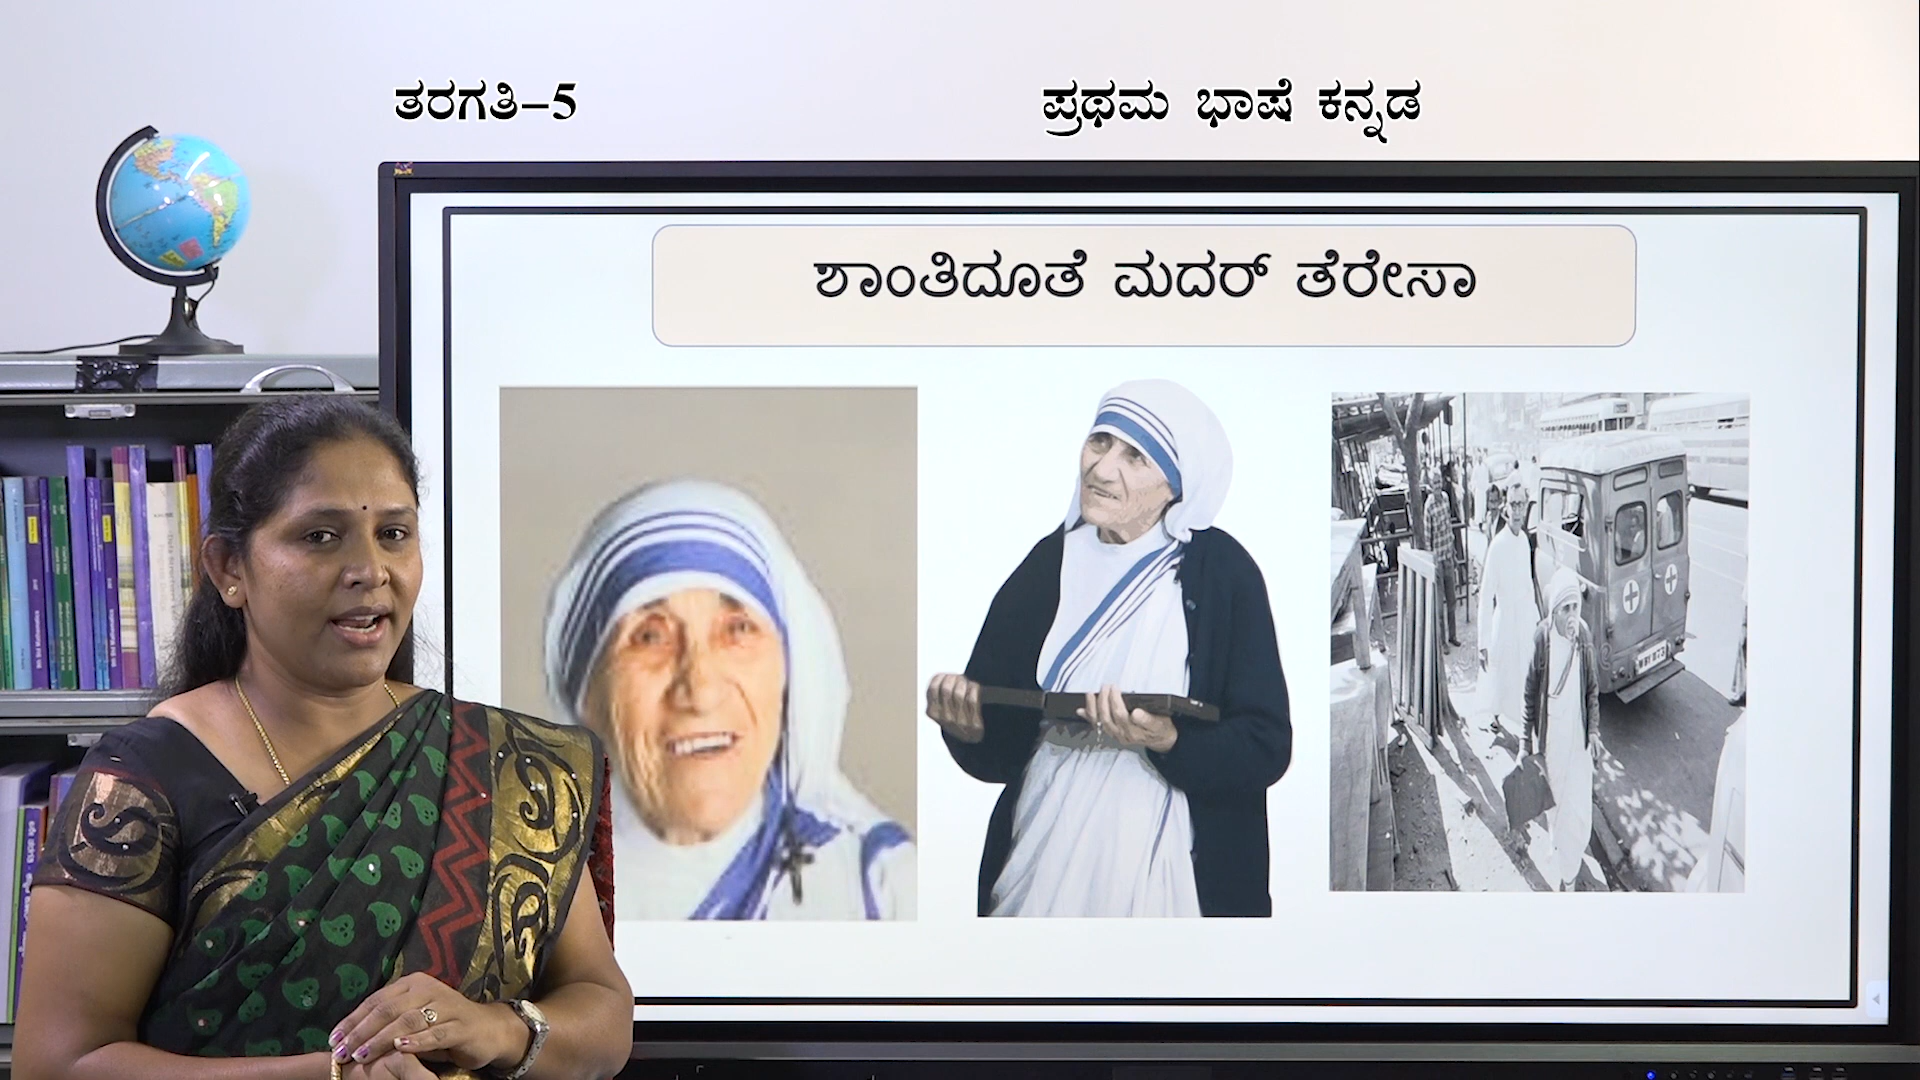 ತರಗತಿ–5
ಪ್ರಥಮ ಭಾಷೆ ಕನ್ನಡ
ಶಾಂತಿದೂತೆ ಮದರ್ ತೆರೇಸಾ